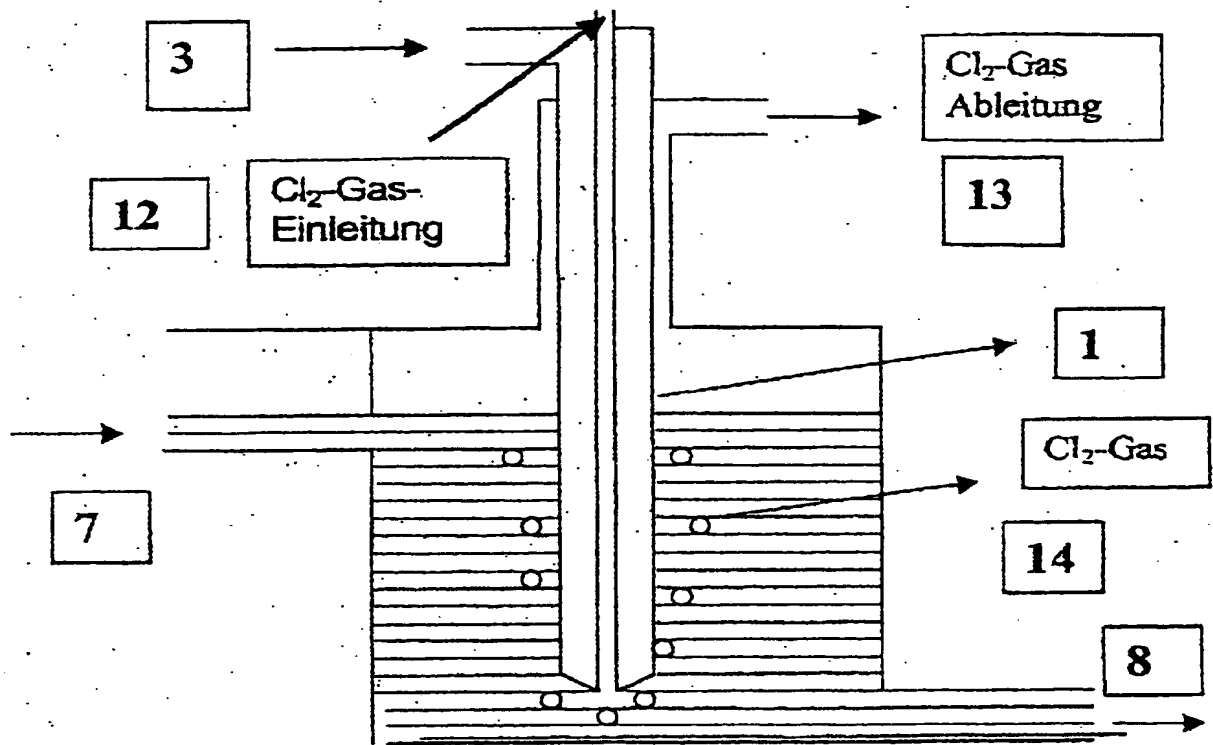 3
Cl₂-Gas
Ableitung
12
Cl₂-Gas-
Einleitung
13
1
Cl₂-Gas
7
14
8